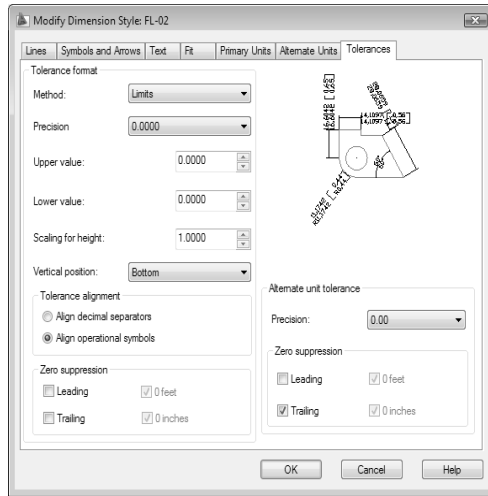 Modify Dimension Style: FL-02
Lines Symbols and Arrows Text Fit Primary Units Alternate Units Tolerances
Tolerance format
Method: Limits
Precision 0.0000
Upper value: 0.0000
Lower value: 0.0000
Scaling for height: 1.0000
Vertical position: Bottom
Tolerance alignment
Align decimal separators
Align operational symbols
Zero suppression
Leading 0 feet
Trailing 0 inches
Alternate unit tolerance
Precision: 0.00
Zero suppression
Leading 0 feet
Trailing 0 inches
OK Cancel Help